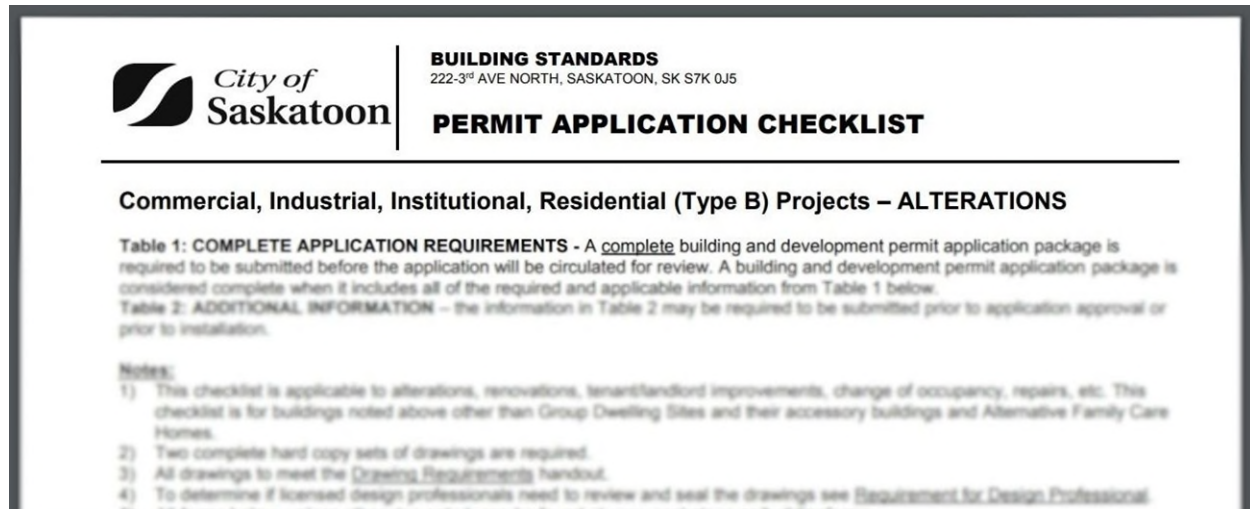 City of
Saskatoon
BUILDING STANDARDS
222-3rd AVE NORTH, SASKATOON, SK S7K 0J5
PERMIT APPLICATION CHECKLIST
Commercial, Industrial, Institutional, Residential (Type B) Projects – ALTERATIONS
Table 1: COMPLETE APPLICATION REQUIREMENTS - A complete building and development permit application package is
required to be submitted before the application will be circulated for review. A building and development permit application package is
considered complete when it includes all of the required and applicable information from Table 1 below.
Table 2: ADDITIONAL INFORMATION – the information in Table 2 may be required to be submitted prior to application approval or
prior to installation.
Notes:
1) This checklist is applicable to alterations, renovations, tenant/landlord improvements, change of occupancy, repairs, etc. This
checklist is for buildings noted above other than Group Dwelling Sites and their accessory buildings and Alternative Family Care
Homes.
2) Two complete hard copy sets of drawings are required.
3) All drawings to meet the Drawing Requirements handout.
4) To determine if licensed design professionals need to review and seal the drawings see Requirement for Design Professional.